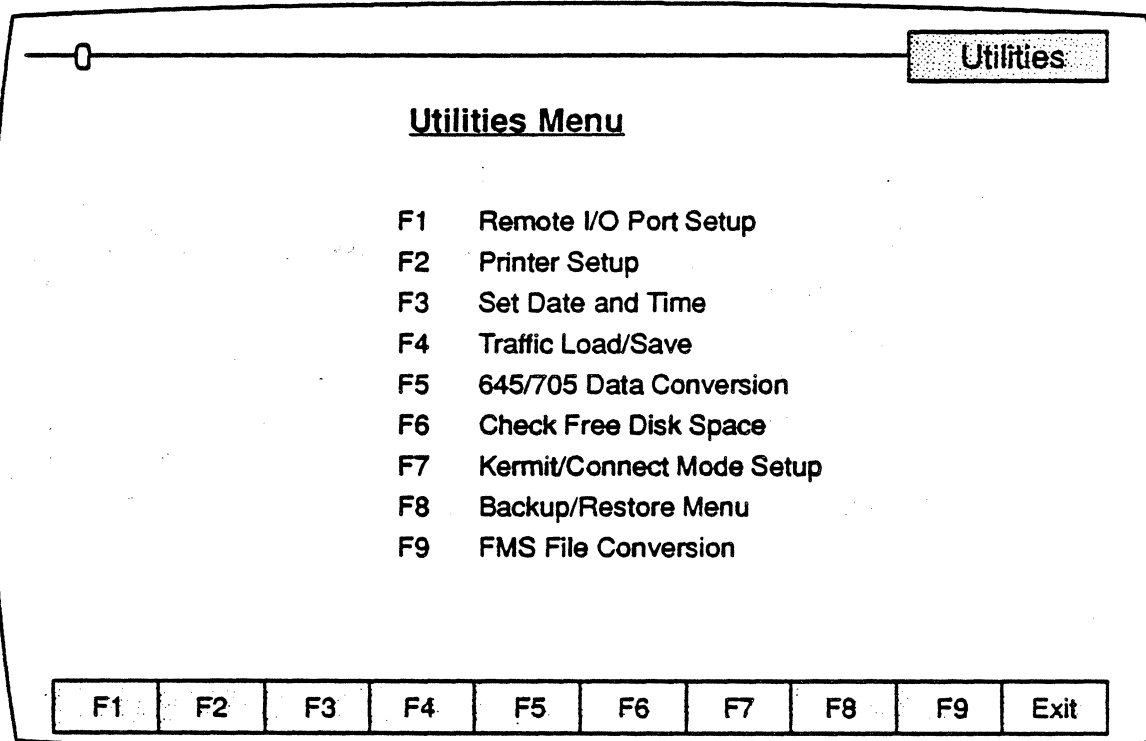 Utilities
Utilities Menu
F1 Remote I/O Port Setup
F2 Printer Setup
F3 Set Date and Time
F4 Traffic Load/Save
F5 645/705 Data Conversion
F6 Check Free Disk Space
F7 Kermit/Connect Mode Setup
F8 Backup/Restore Menu
F9 FMS File Conversion
F1 F2 F3 F4 F5 F6 F7 F8 F9 Exit